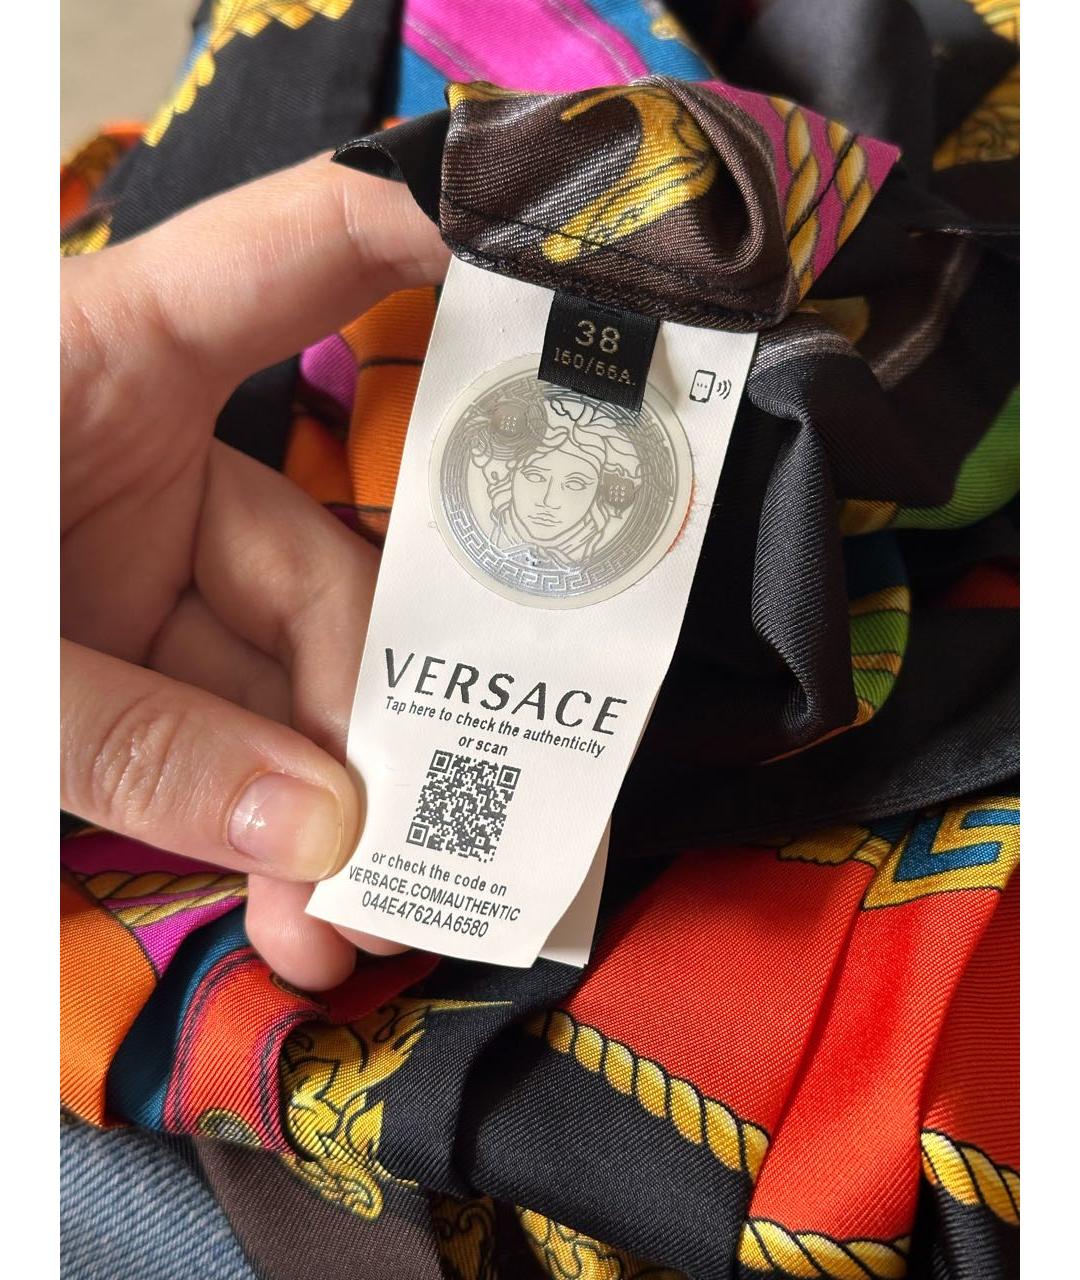 38
160/66A.
VERSACE
Tap here to check the authenticity
or scan
or check the code on
VERSACE.COM/AUTHENTIC
044E4762AA6580